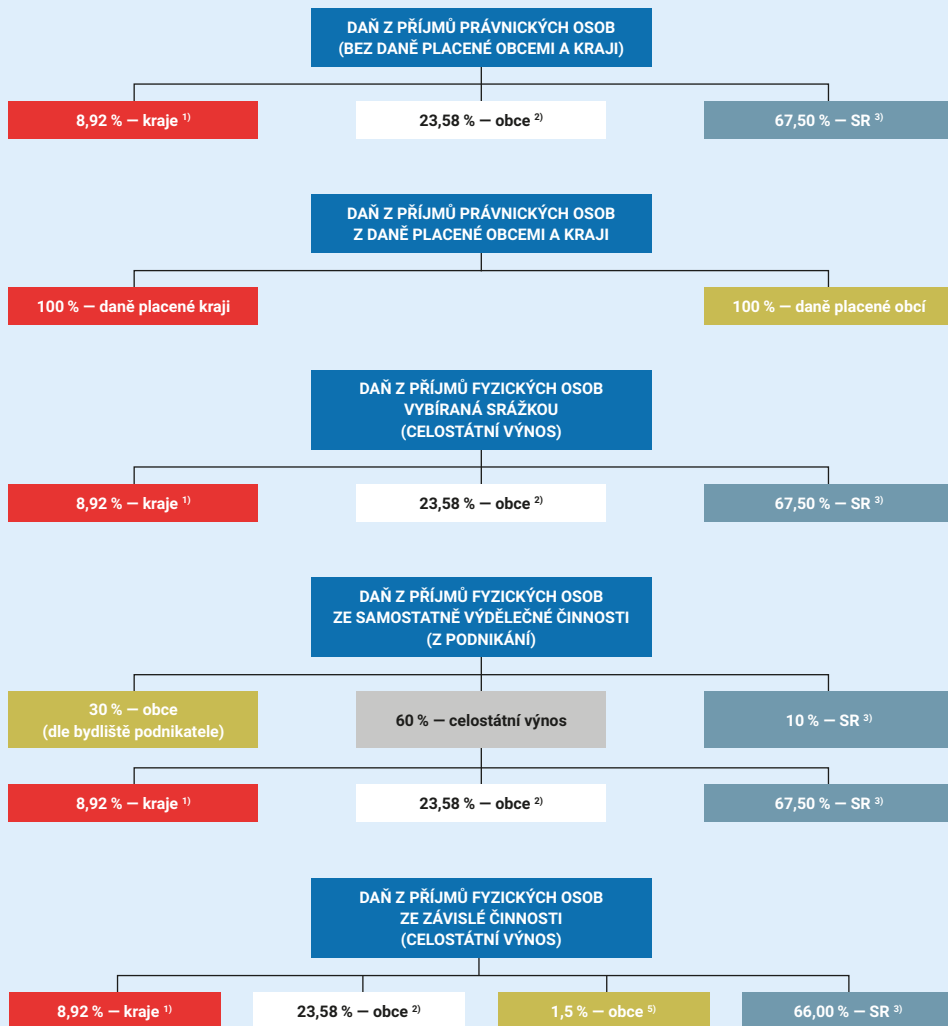 DAŇ Z PŘÍJMŮ PRÁVNICKÝCH OSOB
(BEZ DANĚ PLACENÉ OBCEMI A KRAJI)
8,92 % — kraje ¹⁾
23,58 % — obce ²⁾
67,50 % — SR ³⁾
DAŇ Z PŘÍJMŮ PRÁVNICKÝCH OSOB
Z DANĚ PLACENÉ OBCEMI A KRAJI
100 % — daně placené kraji
100 % — daně placené obcí
DAŇ Z PŘÍJMŮ FYZICKÝCH OSOB
VYBÍRANÁ SRÁŽKOU
(CELOSTÁTNÍ VÝNOS)
8,92 % — kraje ¹⁾
23,58 % — obce ²⁾
67,50 % — SR ³⁾
DAŇ Z PŘÍJMŮ FYZICKÝCH OSOB
ZE SAMOSTATNĚ VÝDĚLEČNÉ ČINNOSTI
(Z PODNIKÁNÍ)
30 % — obce
(dle bydliště podnikatele)
60 % — celostátní výnos
10 % — SR ³⁾
8,92 % — kraje ¹⁾
23,58 % — obce ²⁾
67,50 % — SR ³⁾
DAŇ Z PŘÍJMŮ FYZICKÝCH OSOB
ZE ZÁVISLÉ ČINNOSTI
(CELOSTÁTNÍ VÝNOS)
8,92 % — kraje ¹⁾
23,58 % — obce ²⁾
1,5 % — obce ⁵⁾
66,00 % — SR ³⁾